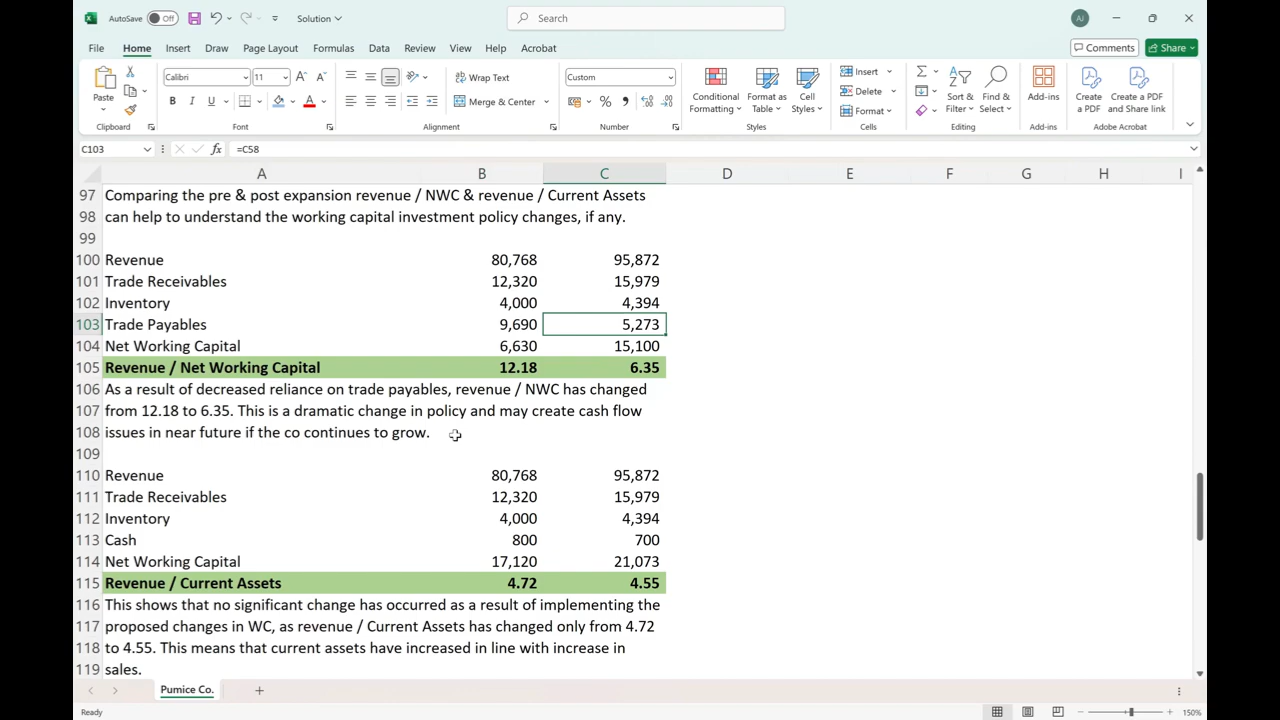 AutoSave Off Solution Search AJ
File Home Insert Draw Page Layout Formulas Data Review View Help Acrobat Comments Share
Paste Calibri 11 A A Wrap Text Custom Conditional Formatting Format as Table Cell Styles Insert Sort & Filter Find & Select Add-ins Create a PDF Create a PDF and Share link
B I U A Merge & Center % Delete
Format
Clipboard Font Alignment Number Styles Cells Editing Add-ins Adobe Acrobat
C103 fx =C58
A B C D E F G H I
97 Comparing the pre & post expansion revenue / NWC & revenue / Current Assets
98 can help to understand the working capital investment policy changes, if any.
99
100 Revenue 80,768 95,872
101 Trade Receivables 12,320 15,979
102 Inventory 4,000 4,394
103 Trade Payables 9,690 5,273
104 Net Working Capital 6,630 15,100
105 Revenue / Net Working Capital 12.18 6.35
106 As a result of decreased reliance on trade payables, revenue / NWC has changed
107 from 12.18 to 6.35. This is a dramatic change in policy and may create cash flow
108 issues in near future if the co continues to grow.
109
110 Revenue 80,768 95,872
111 Trade Receivables 12,320 15,979
112 Inventory 4,000 4,394
113 Cash 800 700
114 Net Working Capital 17,120 21,073
115 Revenue / Current Assets 4.72 4.55
116 This shows that no significant change has occurred as a result of implementing the
117 proposed changes in WC, as revenue / Current Assets has changed only from 4.72
118 to 4.55. This means that current assets have increased in line with increase in
119 sales.
Pumice Co.
Ready 150%